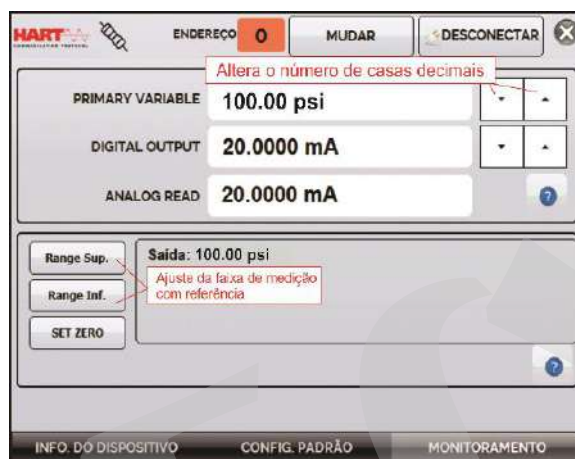 HART
COMMUNICATION PROTOCOL
ENDEREÇO 0 MUDAR DESCONECTAR
Altera o número de casas decimais
PRIMARY VARIABLE 100.00 psi
DIGITAL OUTPUT 20.0000 mA
ANALOG READ 20.0000 mA
?
Range Sup.
Saída: 100.00 psi
Ajuste da faixa de medição
com referência
Range Inf.
SET ZERO
?
INFO. DO DISPOSITIVO CONFIG. PADRÃO MONITORAMENTO